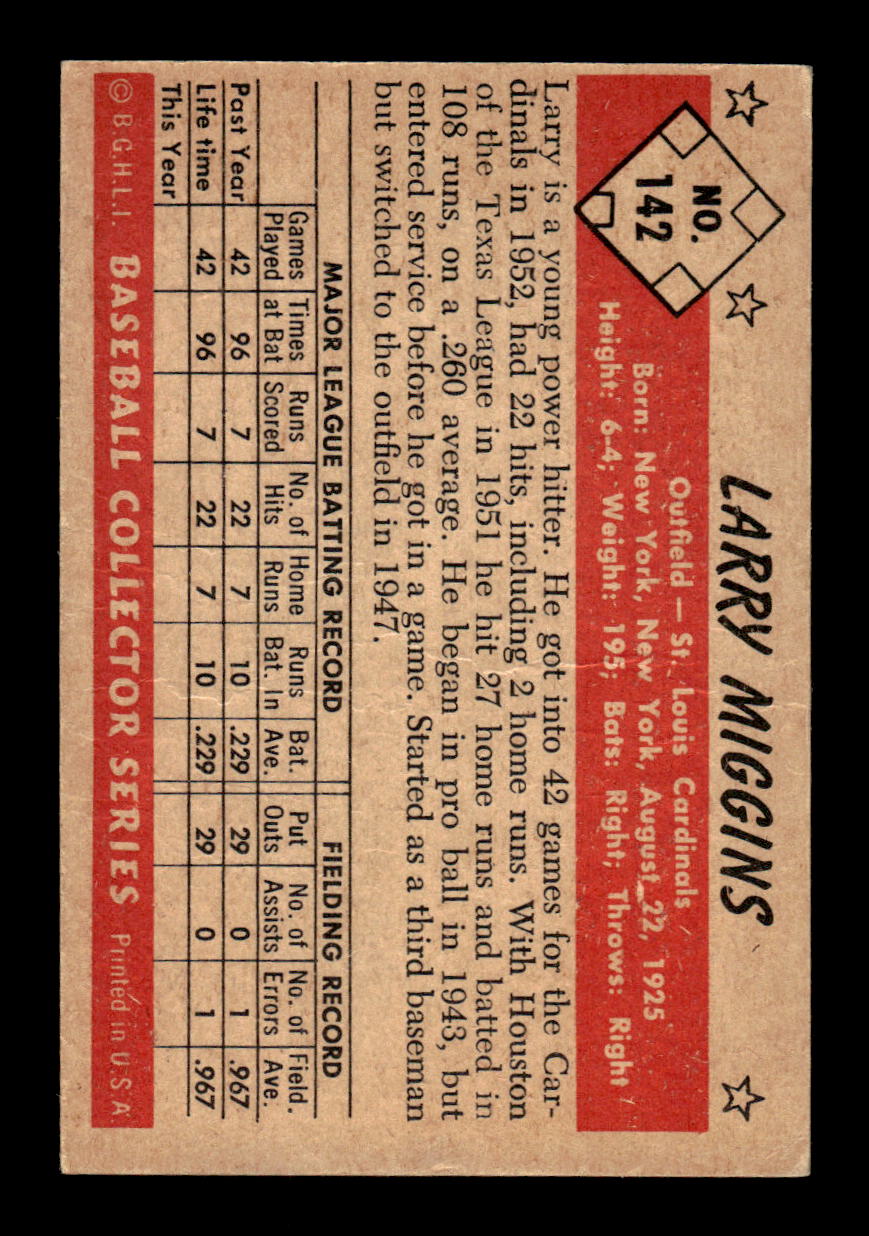 LARRY MIGGINS
NO.
142
Outfield — St. Louis Cardinals
Born: New York, New York, August 22, 1925
Height: 6-4; Weight: 195; Bats: Right; Throws: Right
Larry is a young power hitter. He got into 42 games for the Car-
dinals in 1952, had 22 hits, including 2 home runs. With Houston
of the Texas League in 1951 he hit 27 home runs and batted in
108 runs, on a .260 average. He began in pro ball in 1943, but
entered service before he got in a game. Started as a third baseman
but switched to the outfield in 1947.
MAJOR LEAGUE BATTING RECORD FIELDING RECORD
Games Times Runs No. of Home Runs Bat. Put No. of No. of Field.
Played at Bat Scored Hits Runs Bat. In Ave. Outs Assists Errors Ave.
Past Year 42 96 7 22 7 10 .229 29 0 1 .967
Life time 42 96 7 22 7 10 .229 29 0 1 .967
This Year
© B.G.H.L.I. BASEBALL COLLECTOR SERIES Printed in U.S.A.